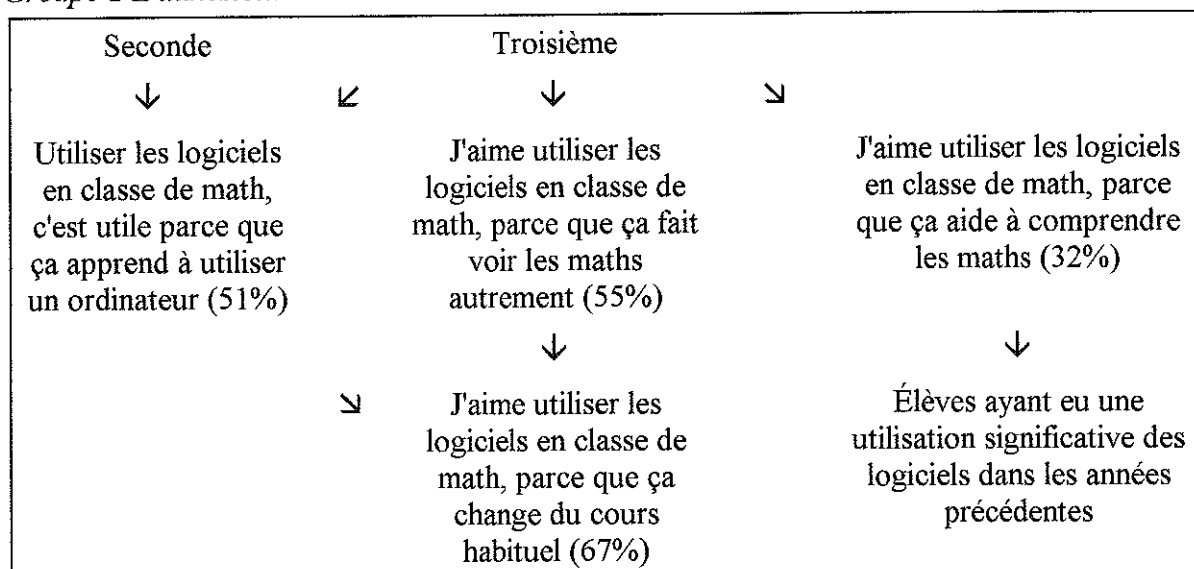 Seconde
Troisième
↓ ↙ ↓ ↘
Utiliser les logiciels
en classe de math,
c'est utile parce que
ça apprend à utiliser
un ordinateur (51%)
J'aime utiliser les
logiciels en classe de
math, parce que ça fait
voir les maths
autrement (55%)
J'aime utiliser les logiciels
en classe de math, parce
que ça aide à comprendre
les maths (32%)
↓ ↓
↘
J'aime utiliser les
logiciels en classe de
math, parce que ça
change du cours
habituel (67%)
Élèves ayant eu une
utilisation significative des
logiciels dans les années
précédentes